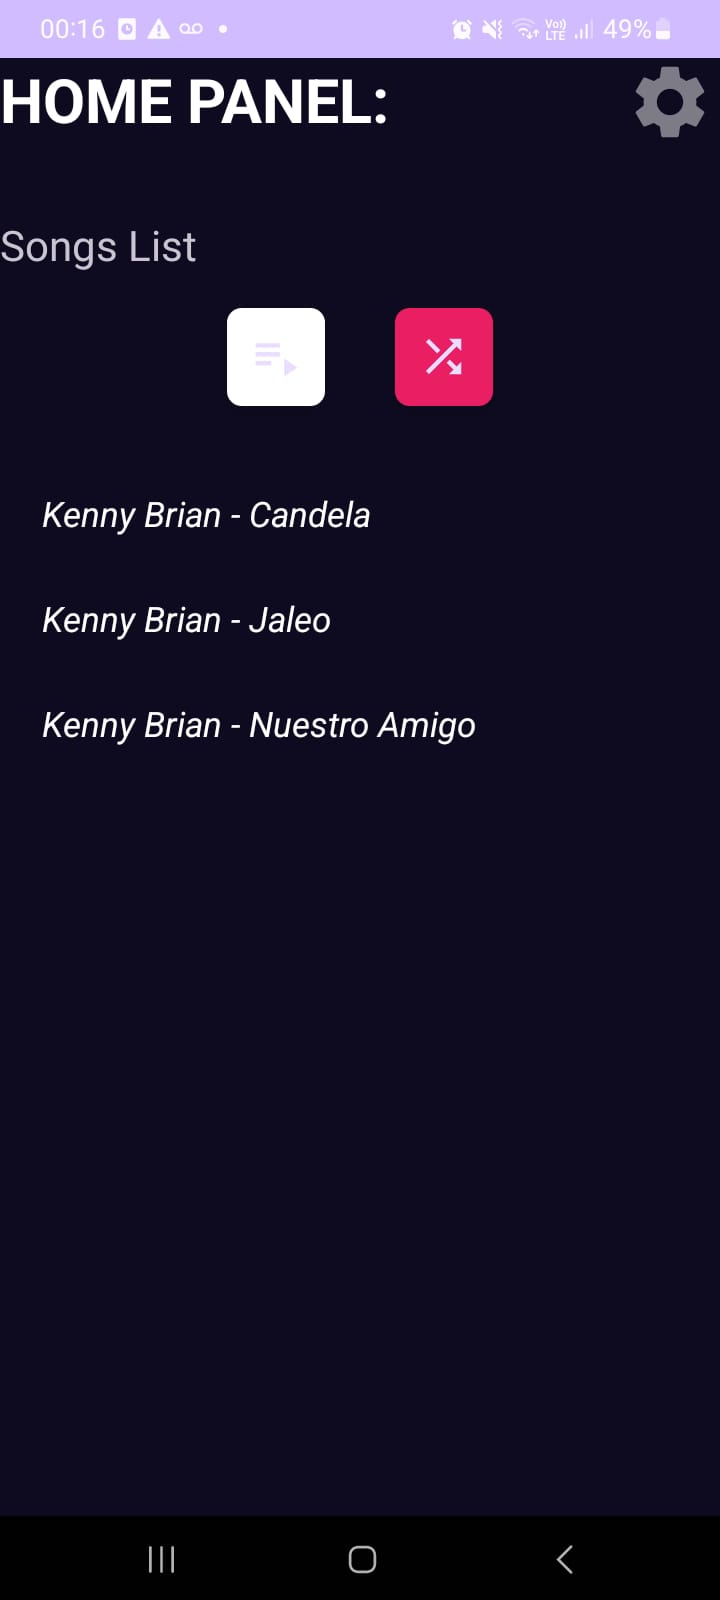 00:16
Vo)) LTE 49%
HOME PANEL:
Songs List
Kenny Brian - Candela
Kenny Brian - Jaleo
Kenny Brian - Nuestro Amigo